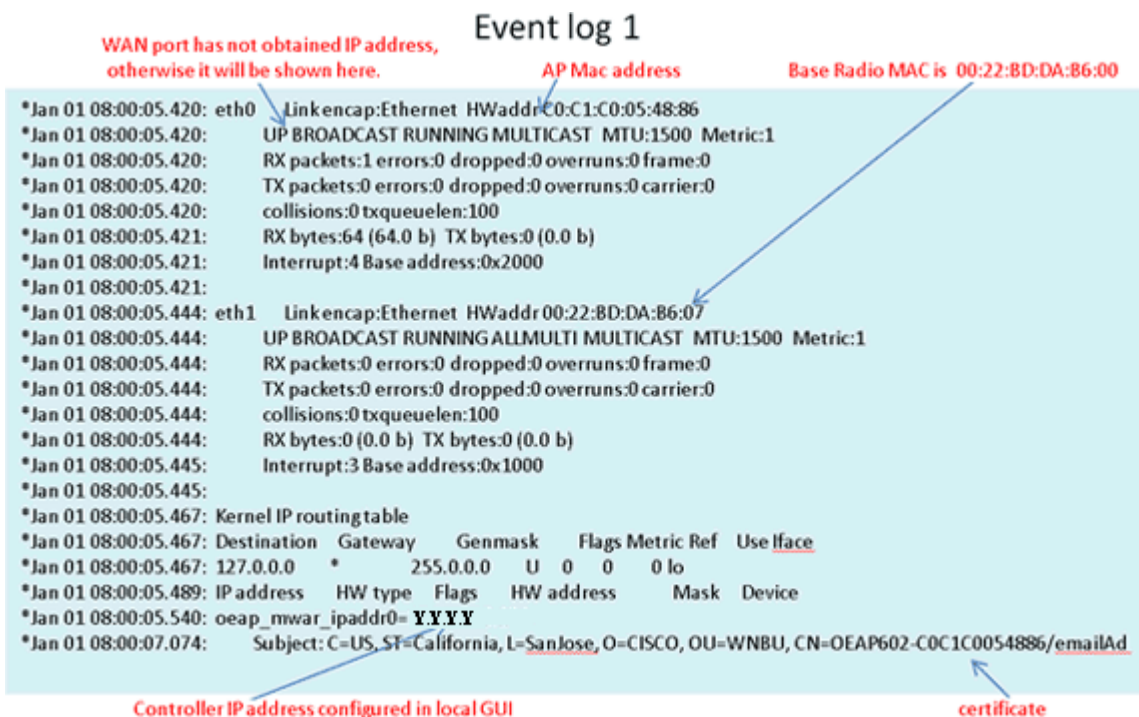 Event log 1
WAN port has not obtained IP address,
otherwise it will be shown here.
AP Mac address
Base Radio MAC is 00:22:BD:DA:B6:00
*Jan 01 08:00:05.420: eth0 Link encap:Ethernet HWaddr C0:C1:C0:05:48:86
*Jan 01 08:00:05.420: UP BROADCAST RUNNING MULTICAST MTU:1500 Metric:1
*Jan 01 08:00:05.420: RX packets:1 errors:0 dropped:0 overruns:0 frame:0
*Jan 01 08:00:05.420: TX packets:0 errors:0 dropped:0 overruns:0 carrier:0
*Jan 01 08:00:05.420: collisions:0 txqueuelen:100
*Jan 01 08:00:05.421: RX bytes:64 (64.0 b) TX bytes:0 (0.0 b)
*Jan 01 08:00:05.421: Interrupt:4 Base address:0x2000
*Jan 01 08:00:05.421:
*Jan 01 08:00:05.444: eth1 Link encap:Ethernet HWaddr 00:22:BD:DA:B6:07
*Jan 01 08:00:05.444: UP BROADCAST RUNNING ALLMULTI MULTICAST MTU:1500 Metric:1
*Jan 01 08:00:05.444: RX packets:0 errors:0 dropped:0 overruns:0 frame:0
*Jan 01 08:00:05.444: TX packets:0 errors:0 dropped:0 overruns:0 carrier:0
*Jan 01 08:00:05.444: collisions:0 txqueuelen:100
*Jan 01 08:00:05.444: RX bytes:0 (0.0 b) TX bytes:0 (0.0 b)
*Jan 01 08:00:05.445: Interrupt:3 Base address:0x1000
*Jan 01 08:00:05.445:
*Jan 01 08:00:05.467: Kernel IP routing table
*Jan 01 08:00:05.467: Destination Gateway Genmask Flags Metric Ref Use Iface
*Jan 01 08:00:05.467: 127.0.0.0 * 255.0.0.0 U 0 0 0 lo
*Jan 01 08:00:05.489: IP address HW type Flags HW address Mask Device
*Jan 01 08:00:05.540: oeap_mwar_ipaddr0= Y.Y.Y.Y
*Jan 01 08:00:07.074: Subject: C=US, ST=California, L=SanJose, O=CISCO, OU=WNBU, CN=OEAP602-C0C1C0054886/emailAd
Controller IP address configured in local GUI
certificate